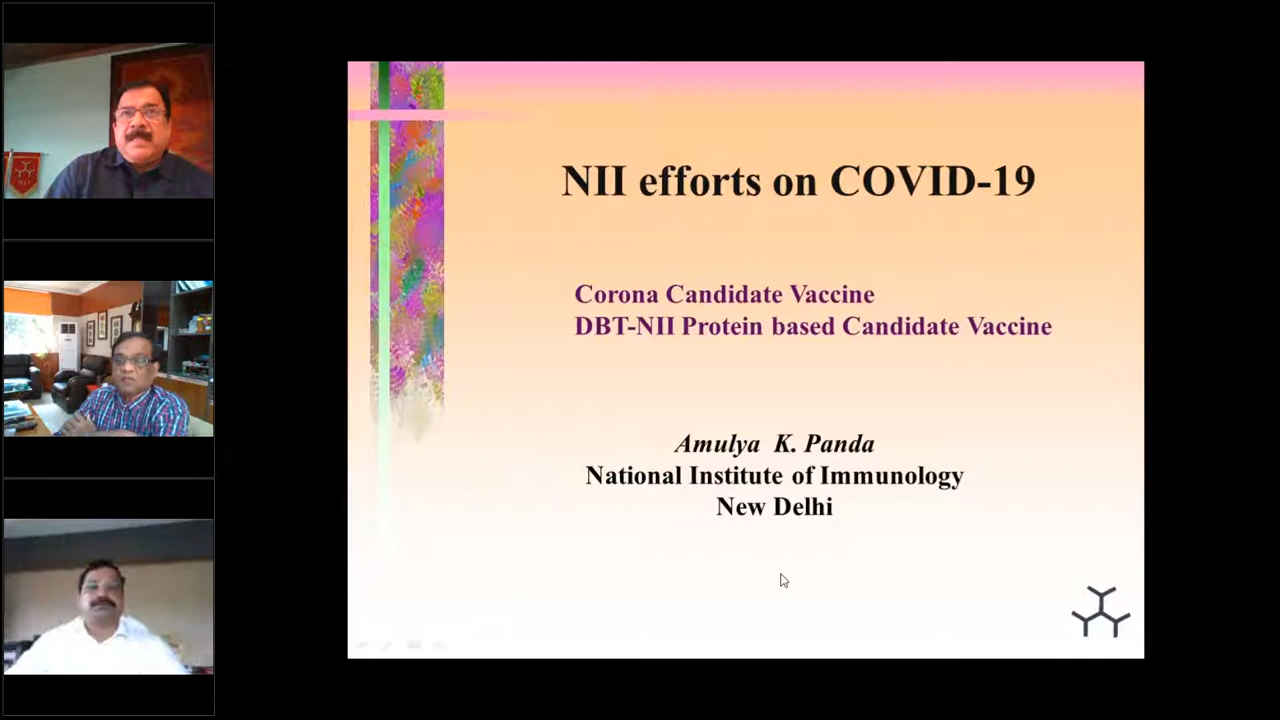 NII efforts on COVID-19
Corona Candidate Vaccine
DBT-NII Protein based Candidate Vaccine
Amulya K. Panda
National Institute of Immunology
New Delhi